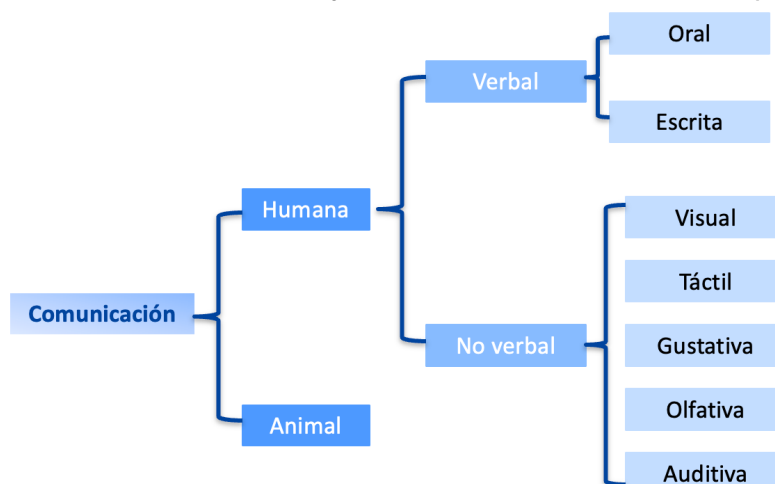 Comunicación
Humana
Animal
Verbal
No verbal
Oral
Escrita
Visual
Táctil
Gustativa
Olfativa
Auditiva